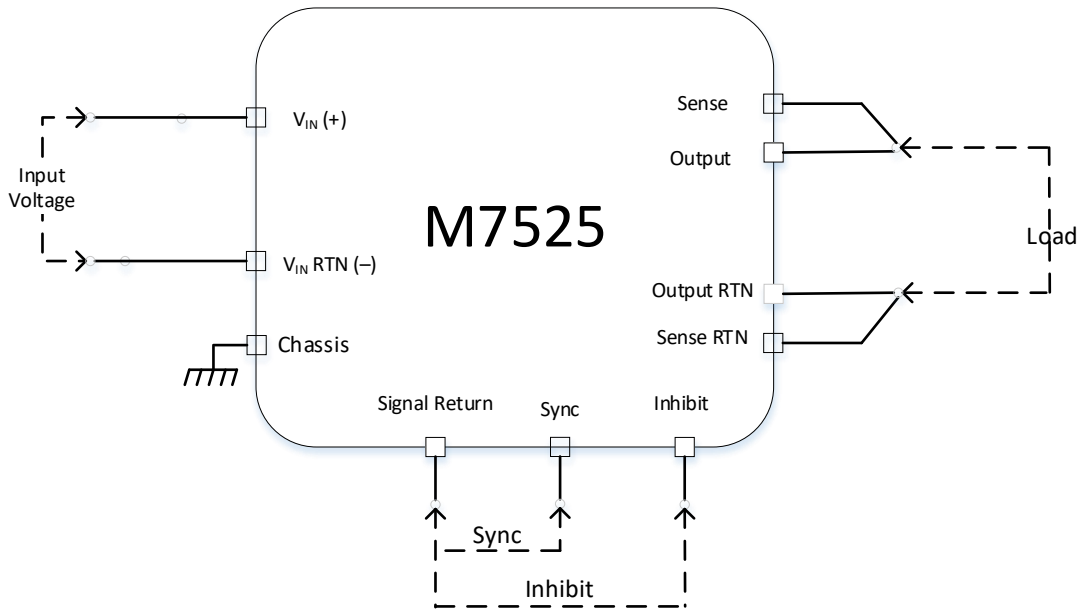 Sense
V_IN (+)
Output
Input
Voltage
M7525
Load
V_IN RTN (–)
Output RTN
Chassis
Sense RTN
Signal Return
Sync
Inhibit
Sync
Inhibit